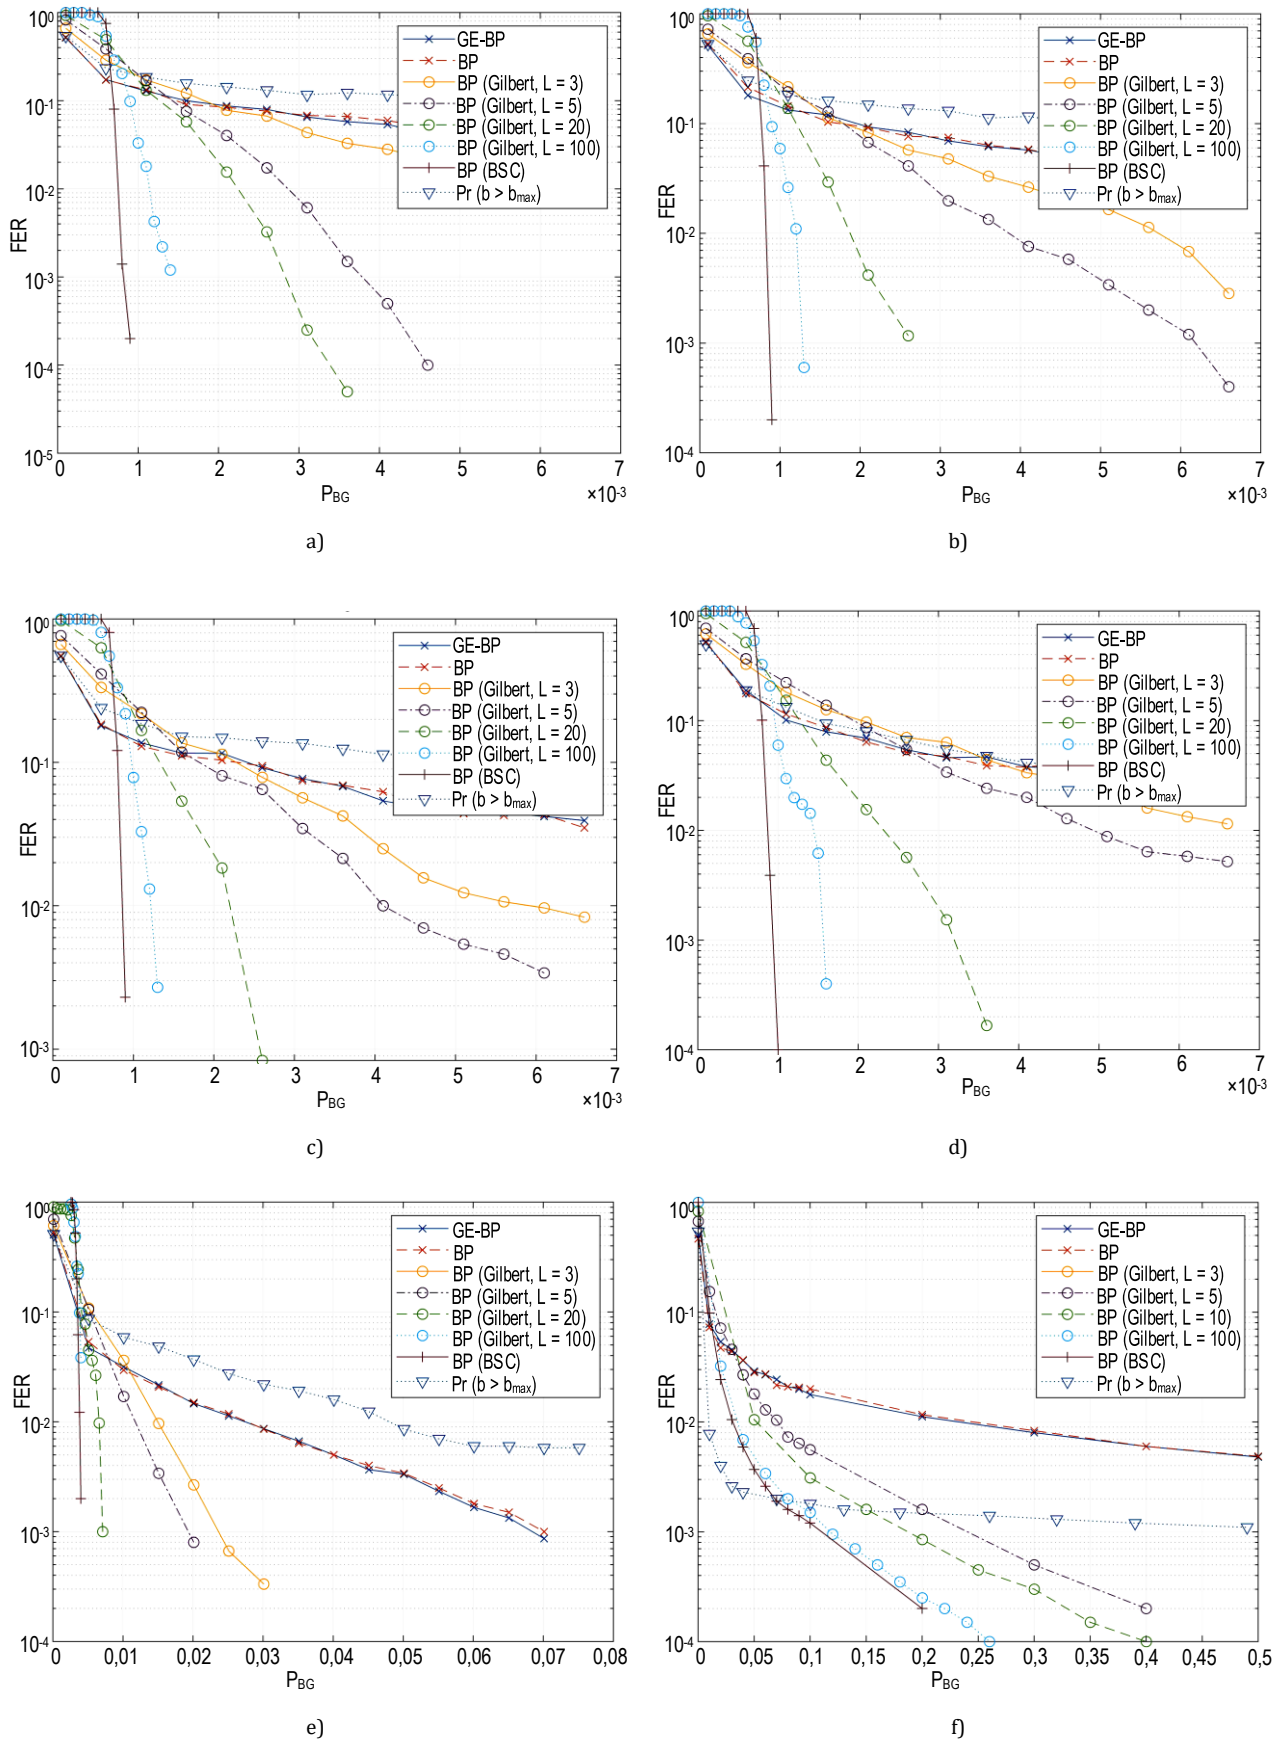 10⁰
10⁻¹
10⁻²
10⁻³
10⁻⁴
10⁻⁵
FER
0 1 2 3 4 5 6 7
P_BG
×10⁻³
GE-BP
BP
BP (Gilbert, L = 3)
BP (Gilbert, L = 5)
BP (Gilbert, L = 20)
BP (Gilbert, L = 100)
BP (BSC)
Pr (b > b_max)
a)
10⁰
10⁻¹
10⁻²
10⁻³
10⁻⁴
FER
0 1 2 3 4 5 6 7
P_BG
×10⁻³
GE-BP
BP
BP (Gilbert, L = 3)
BP (Gilbert, L = 5)
BP (Gilbert, L = 20)
BP (Gilbert, L = 100)
BP (BSC)
Pr (b > b_max)
b)
10⁰
10⁻¹
10⁻²
10⁻³
FER
0 1 2 3 4 5 6 7
P_BG
×10⁻³
GE-BP
BP
BP (Gilbert, L = 3)
BP (Gilbert, L = 5)
BP (Gilbert, L = 20)
BP (Gilbert, L = 100)
BP (BSC)
Pr (b > b_max)
c)
10⁰
10⁻¹
10⁻²
10⁻³
10⁻⁴
FER
0 1 2 3 4 5 6 7
P_BG
×10⁻³
GE-BP
BP
BP (Gilbert, L = 3)
BP (Gilbert, L = 5)
BP (Gilbert, L = 20)
BP (Gilbert, L = 100)
BP (BSC)
Pr (b > b_max)
d)
10⁰
10⁻¹
10⁻²
10⁻³
10⁻⁴
FER
0 0,01 0,02 0,03 0,04 0,05 0,06 0,07 0,08
P_BG
GE-BP
BP
BP (Gilbert, L = 3)
BP (Gilbert, L = 5)
BP (Gilbert, L = 20)
BP (Gilbert, L = 100)
BP (BSC)
Pr (b > b_max)
e)
10⁰
10⁻¹
10⁻²
10⁻³
10⁻⁴
FER
0 0,05 0,1 0,15 0,2 0,25 0,3 0,35 0,4 0,45 0,5
P_BG
GE-BP
BP
BP (Gilbert, L = 3)
BP (Gilbert, L = 5)
BP (Gilbert, L = 10)
BP (Gilbert, L = 100)
BP (BSC)
Pr (b > b_max)
f)